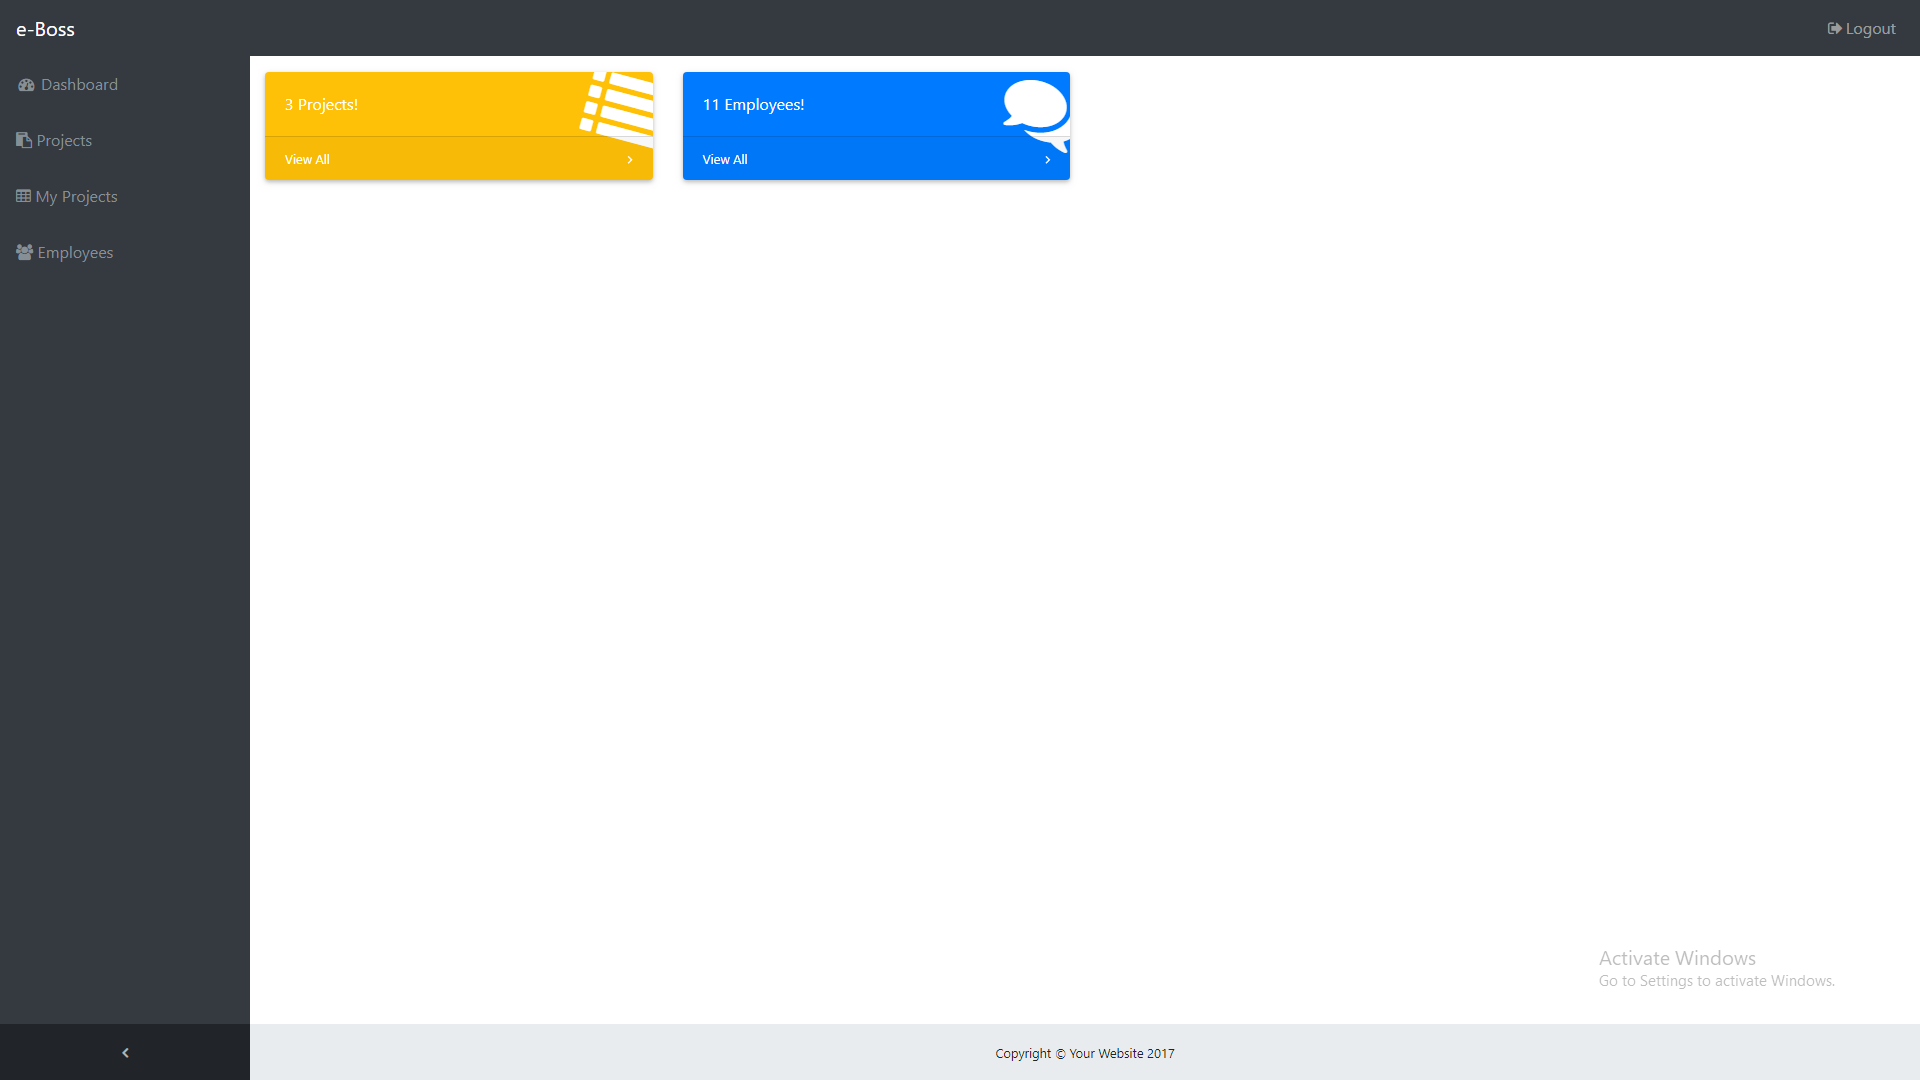 e-Boss
Logout
Dashboard
Projects
My Projects
Employees
3 Projects!
View All
11 Employees!
View All
Activate Windows
Go to Settings to activate Windows.
Copyright © Your Website 2017